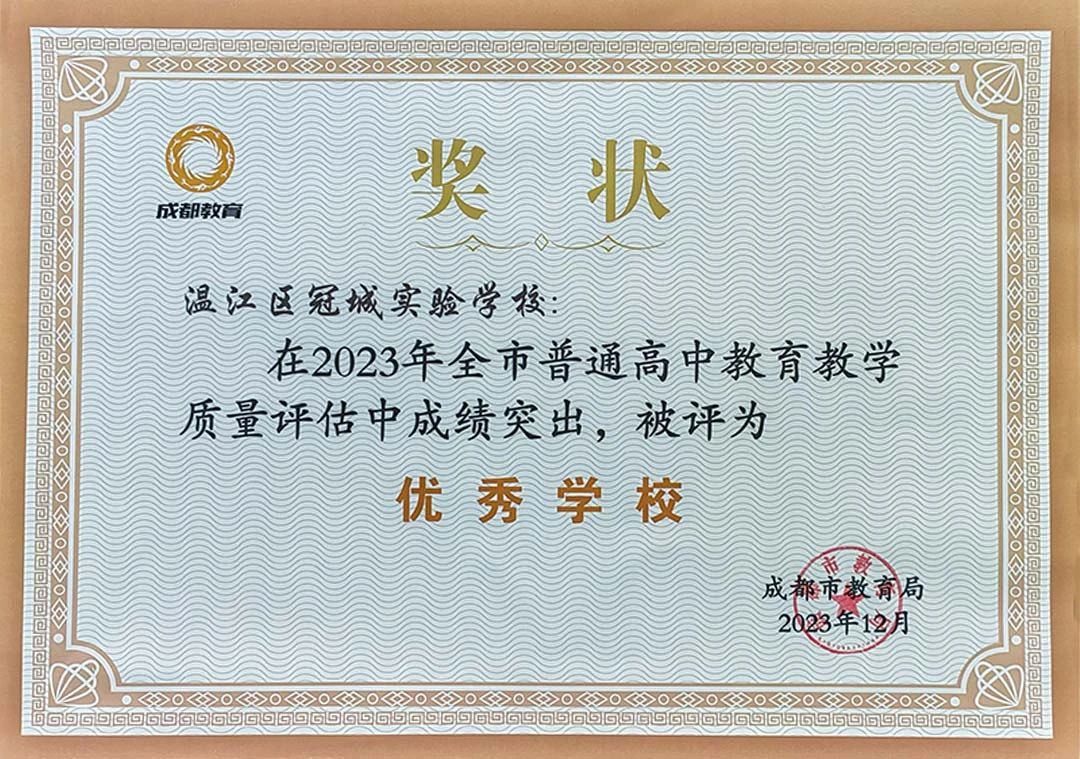 成都教育
奖状
温江区冠城实验学校:
在2023年全市普通高中教育教学
质量评估中成绩突出，被评为
优秀学校
成都市教育局
2023年12月